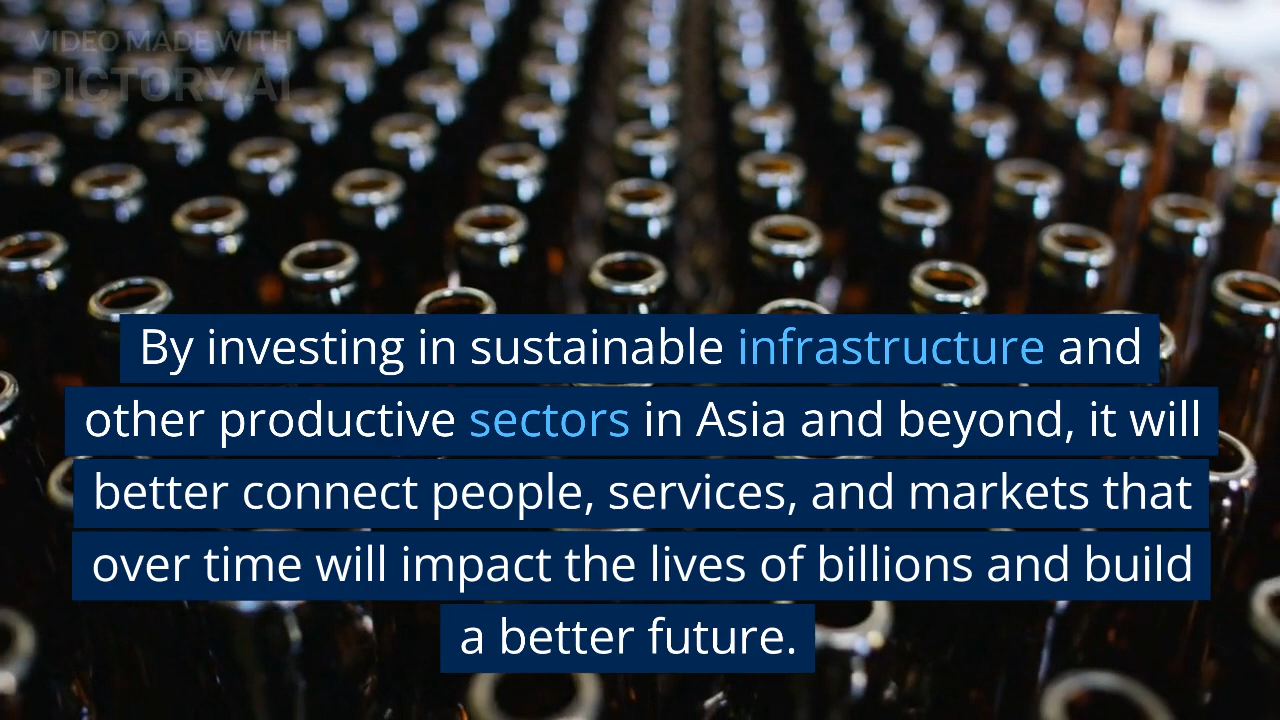 VIDEO MADE WITH
PICTORY.AI
By investing in sustainable infrastructure and
other productive sectors in Asia and beyond, it will
better connect people, services, and markets that
over time will impact the lives of billions and build
a better future.